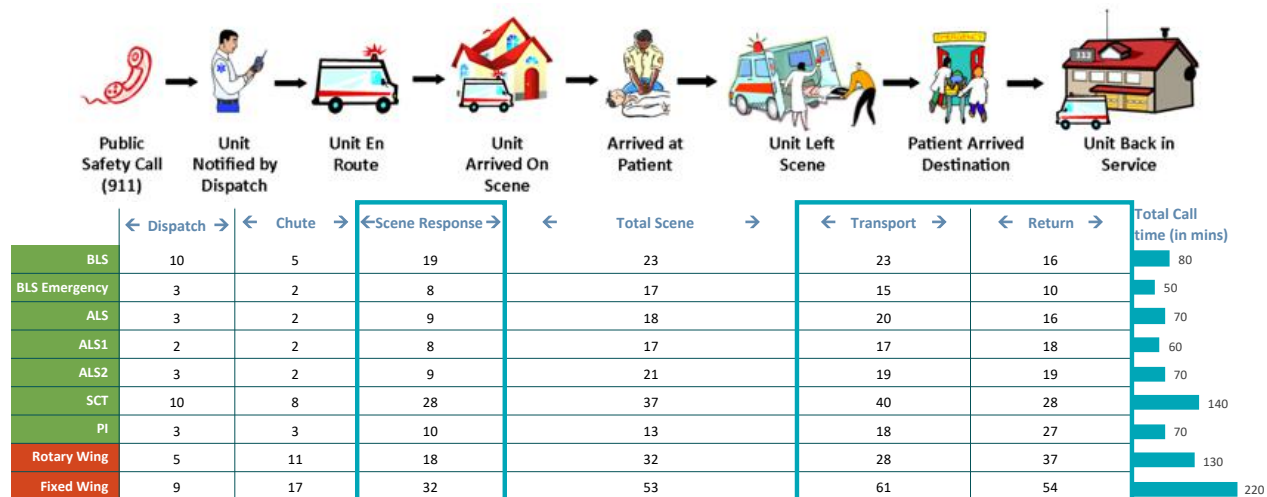 EMERGENCY
Public
Safety Call
(911)
Unit
Notified by
Dispatch
Unit En
Route
Unit
Arrived On
Scene
Arrived at
Patient
Unit Left
Scene
Patient Arrived
Destination
Unit Back in
Service
← Dispatch → ← Chute → ←Scene Response→ ← Total Scene → ← Transport → ← Return → Total Call
time (in mins)
BLS 10 5 19 23 23 16 80
BLS Emergency 3 2 8 17 15 10 50
ALS 3 2 9 18 20 16 70
ALS1 2 2 8 17 17 18 60
ALS2 3 2 9 21 19 19 70
SCT 10 8 28 37 40 28 140
PI 3 3 10 13 18 27 70
Rotary Wing 5 11 18 32 28 37 130
Fixed Wing 9 17 32 53 61 54 220